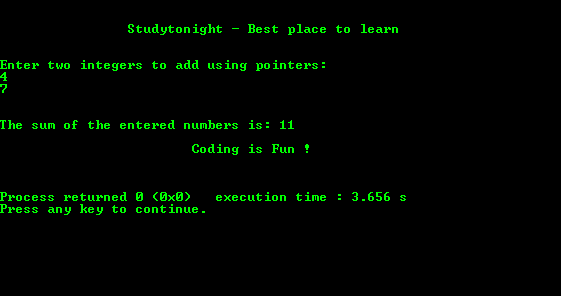 Studytonight - Best place to learn
Enter two integers to add using pointers:
4
7
The sum of the entered numbers is: 11
Coding is Fun !
Process returned 0 (0x0)   execution time : 3.656 s
Press any key to continue.